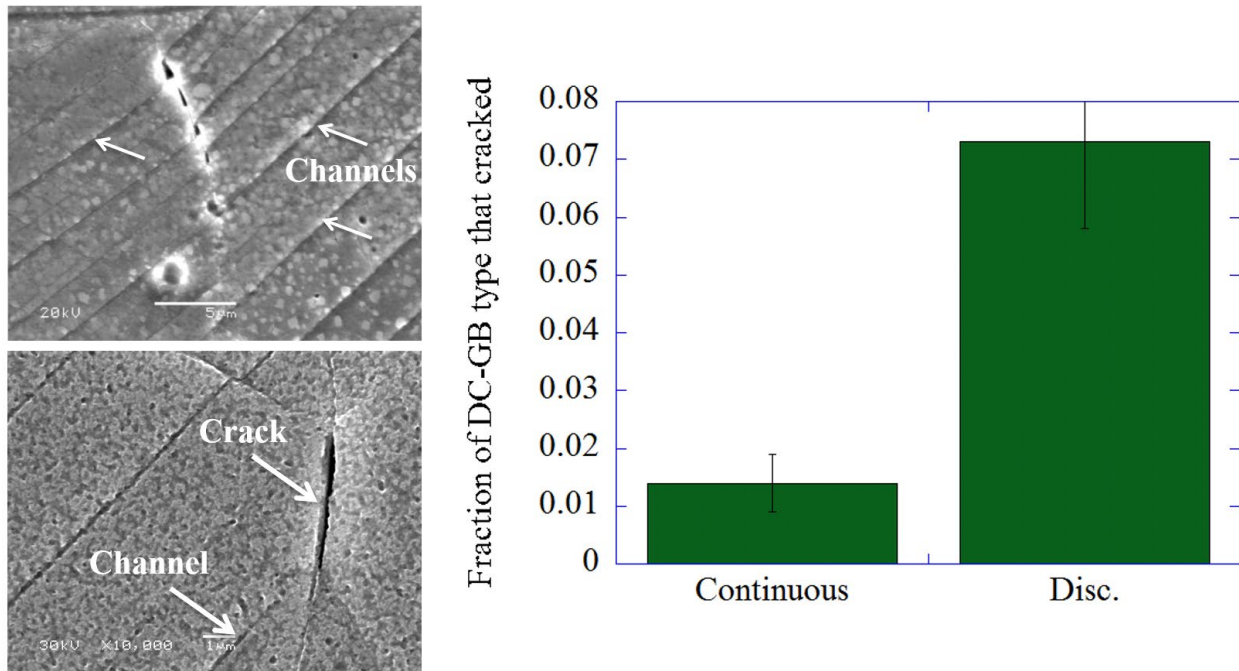 Channels
20kV
5µm
Crack
Channel
30kV X10,000 1µm
Fraction of DC-GB type that cracked
0.08
0.07
0.06
0.05
0.04
0.03
0.02
0.01
0
Continuous
Disc.